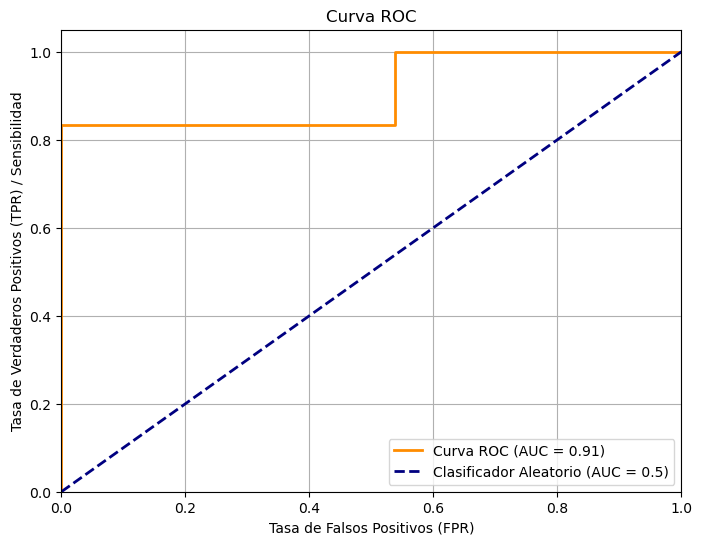 Curva ROC
Tasa de Verdaderos Positivos (TPR) / Sensibilidad
1.0
0.8
0.6
0.4
0.2
0.0
0.0 0.2 0.4 0.6 0.8 1.0
Tasa de Falsos Positivos (FPR)
Curva ROC (AUC = 0.91)
Clasificador Aleatorio (AUC = 0.5)